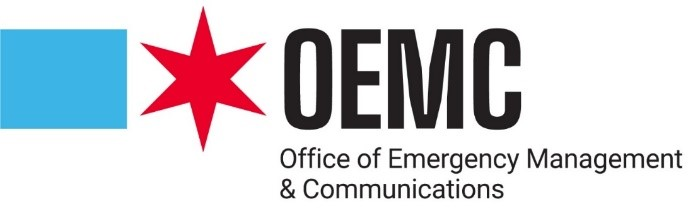 OEMC
Office of Emergency Management
& Communications